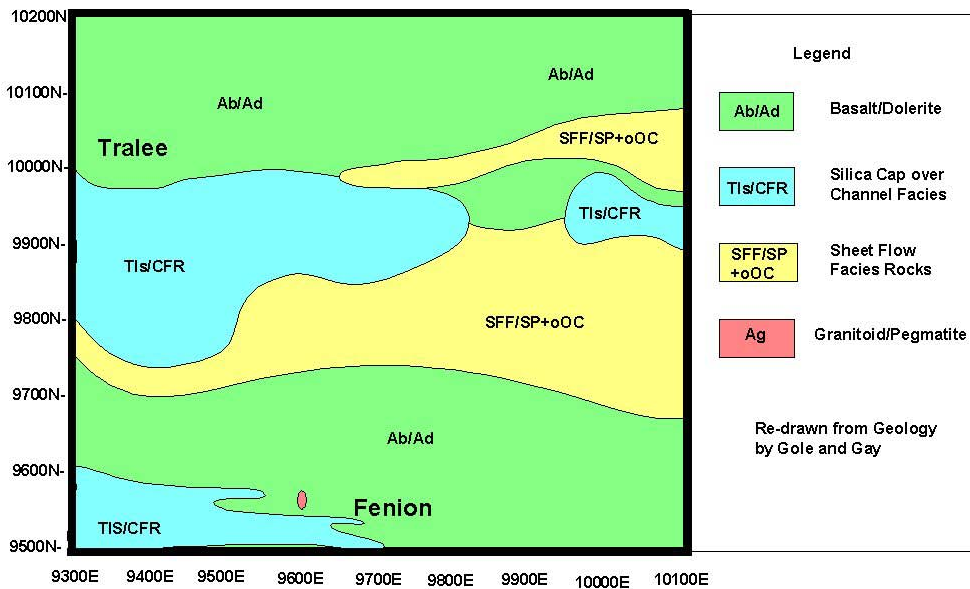 10200N
Legend
Ab/Ad
Ab/Ad
10100N-
Ab/Ad
Basalt/Dolerite
Tralee
SFF/SP+oOC
10000N-
TIs/CFR
Silica Cap over
Channel Facies
TIs/CFR
9900N-
TIs/CFR
SFF/SP
+oOC
Sheet Flow
Facies Rocks
9800N-
SFF/SP+oOC
Ag
Granitoid/Pegmatite
9700N-
Ab/Ad
Re-drawn from Geology
by Gole and Gay
9600N-
Fenion
TIS/CFR
9500N-
9300E 9400E 9500E 9600E 9700E 9800E 9900E 10000E 10100E